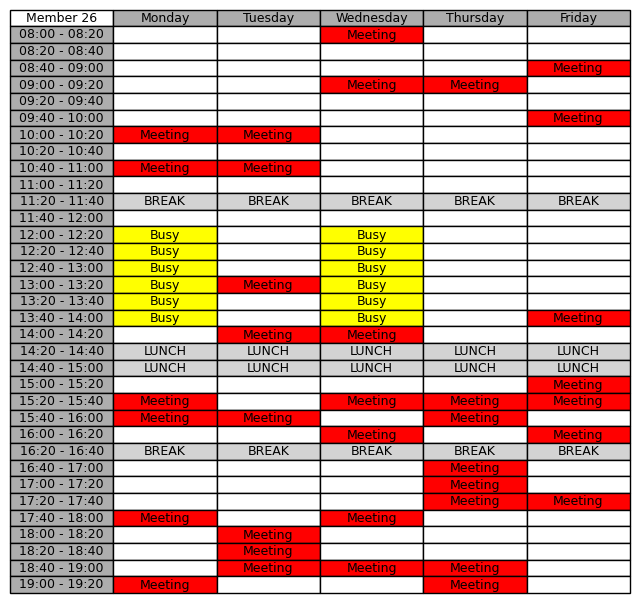 Member 26 Monday Tuesday Wednesday Thursday Friday
08:00 - 08:20 Meeting
08:20 - 08:40
08:40 - 09:00 Meeting
09:00 - 09:20 Meeting Meeting
09:20 - 09:40
09:40 - 10:00 Meeting
10:00 - 10:20 Meeting Meeting
10:20 - 10:40
10:40 - 11:00 Meeting Meeting
11:00 - 11:20
11:20 - 11:40 BREAK BREAK BREAK BREAK BREAK
11:40 - 12:00
12:00 - 12:20 Busy Busy
12:20 - 12:40 Busy Busy
12:40 - 13:00 Busy Busy
13:00 - 13:20 Busy Meeting Busy
13:20 - 13:40 Busy Busy
13:40 - 14:00 Busy Busy Meeting
14:00 - 14:20 Meeting Meeting
14:20 - 14:40 LUNCH LUNCH LUNCH LUNCH LUNCH
14:40 - 15:00 LUNCH LUNCH LUNCH LUNCH LUNCH
15:00 - 15:20 Meeting
15:20 - 15:40 Meeting Meeting Meeting Meeting
15:40 - 16:00 Meeting Meeting Meeting
16:00 - 16:20 Meeting Meeting
16:20 - 16:40 BREAK BREAK BREAK BREAK BREAK
16:40 - 17:00 Meeting
17:00 - 17:20 Meeting
17:20 - 17:40 Meeting Meeting
17:40 - 18:00 Meeting Meeting
18:00 - 18:20 Meeting
18:20 - 18:40 Meeting
18:40 - 19:00 Meeting Meeting Meeting
19:00 - 19:20 Meeting Meeting